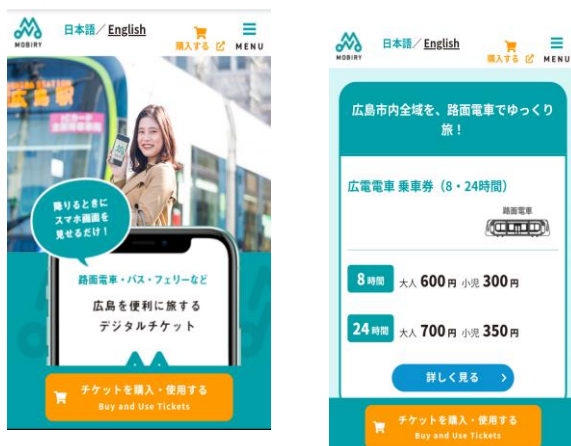 MOBIRY
日本語／English
購入する
MENU
広島駅
降りるときに
スマホ画面を
見せるだけ！
路面電車・バス・フェリーなど
広島を便利に旅する
デジタルチケット
チケットを購入・使用する
Buy and Use Tickets
MOBIRY
日本語／English
購入する
MENU
広島市内全域を、路面電車でゆっくり
旅！
広電電車 乗車券（8・24時間）
路面電車
8時間 大人 600円 小児 300円
24時間 大人 700円 小児 350円
詳しく見る
チケットを購入・使用する
Buy and Use Tickets